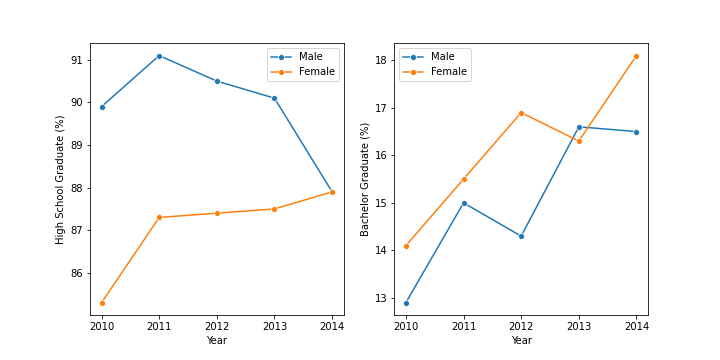 High School Graduate (%)
91
90
89
88
87
86
2010 2011 2012 2013 2014
Year
Male
Female
Bachelor Graduate (%)
18
17
16
15
14
13
2010 2011 2012 2013 2014
Year
Male
Female